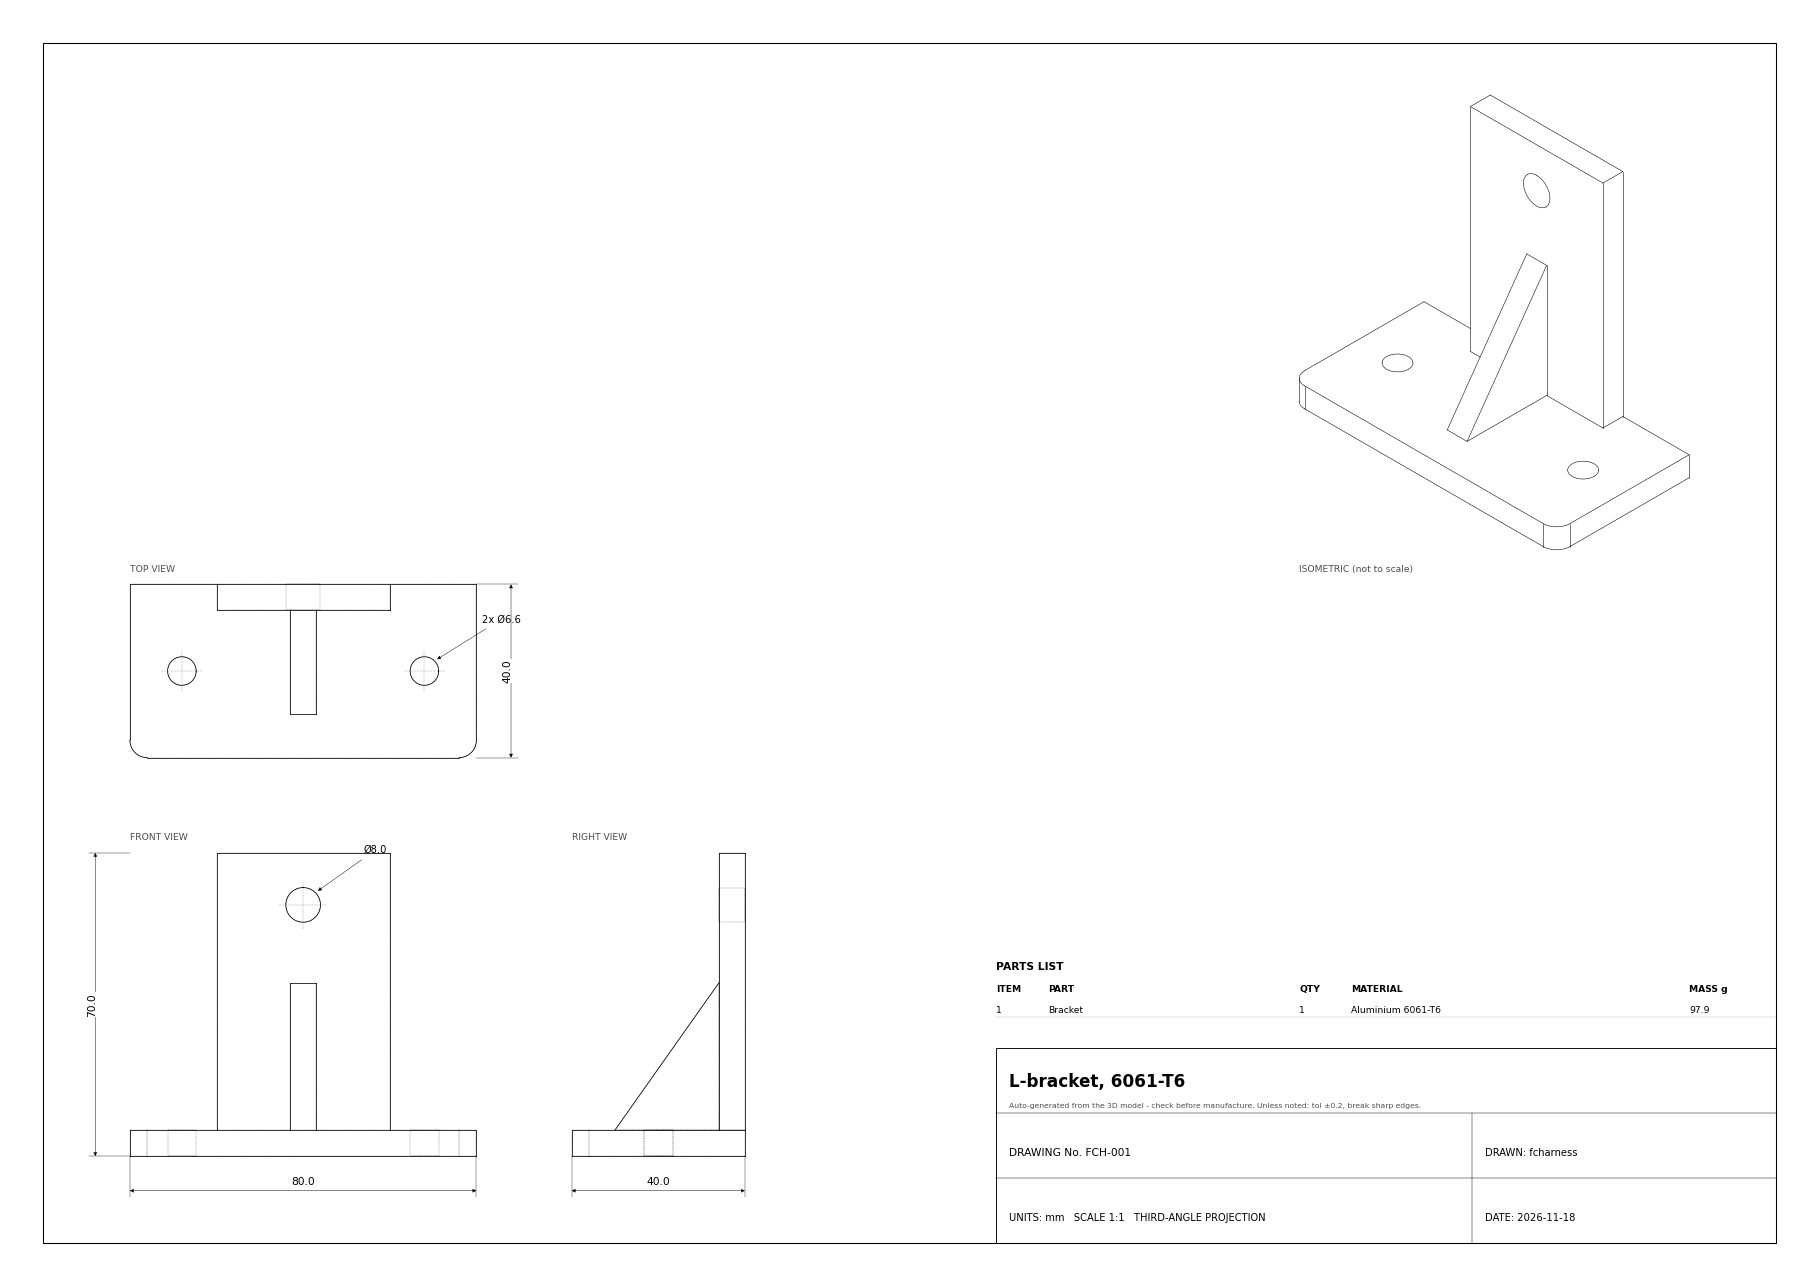 TOP VIEW
ISOMETRIC (not to scale)
2x Ø6.6
40.0
FRONT VIEW
RIGHT VIEW
Ø8.0
70.0
80.0
40.0
PARTS LIST
ITEM PART QTY MATERIAL MASS g
1 Bracket 1 Aluminium 6061-T6 97.9
L-bracket, 6061-T6
Auto-generated from the 3D model - check before manufacture. Unless noted: tol ±0.2, break sharp edges.
DRAWING No. FCH-001 DRAWN: fcharness
UNITS: mm SCALE 1:1 THIRD-ANGLE PROJECTION DATE: 2026-11-18